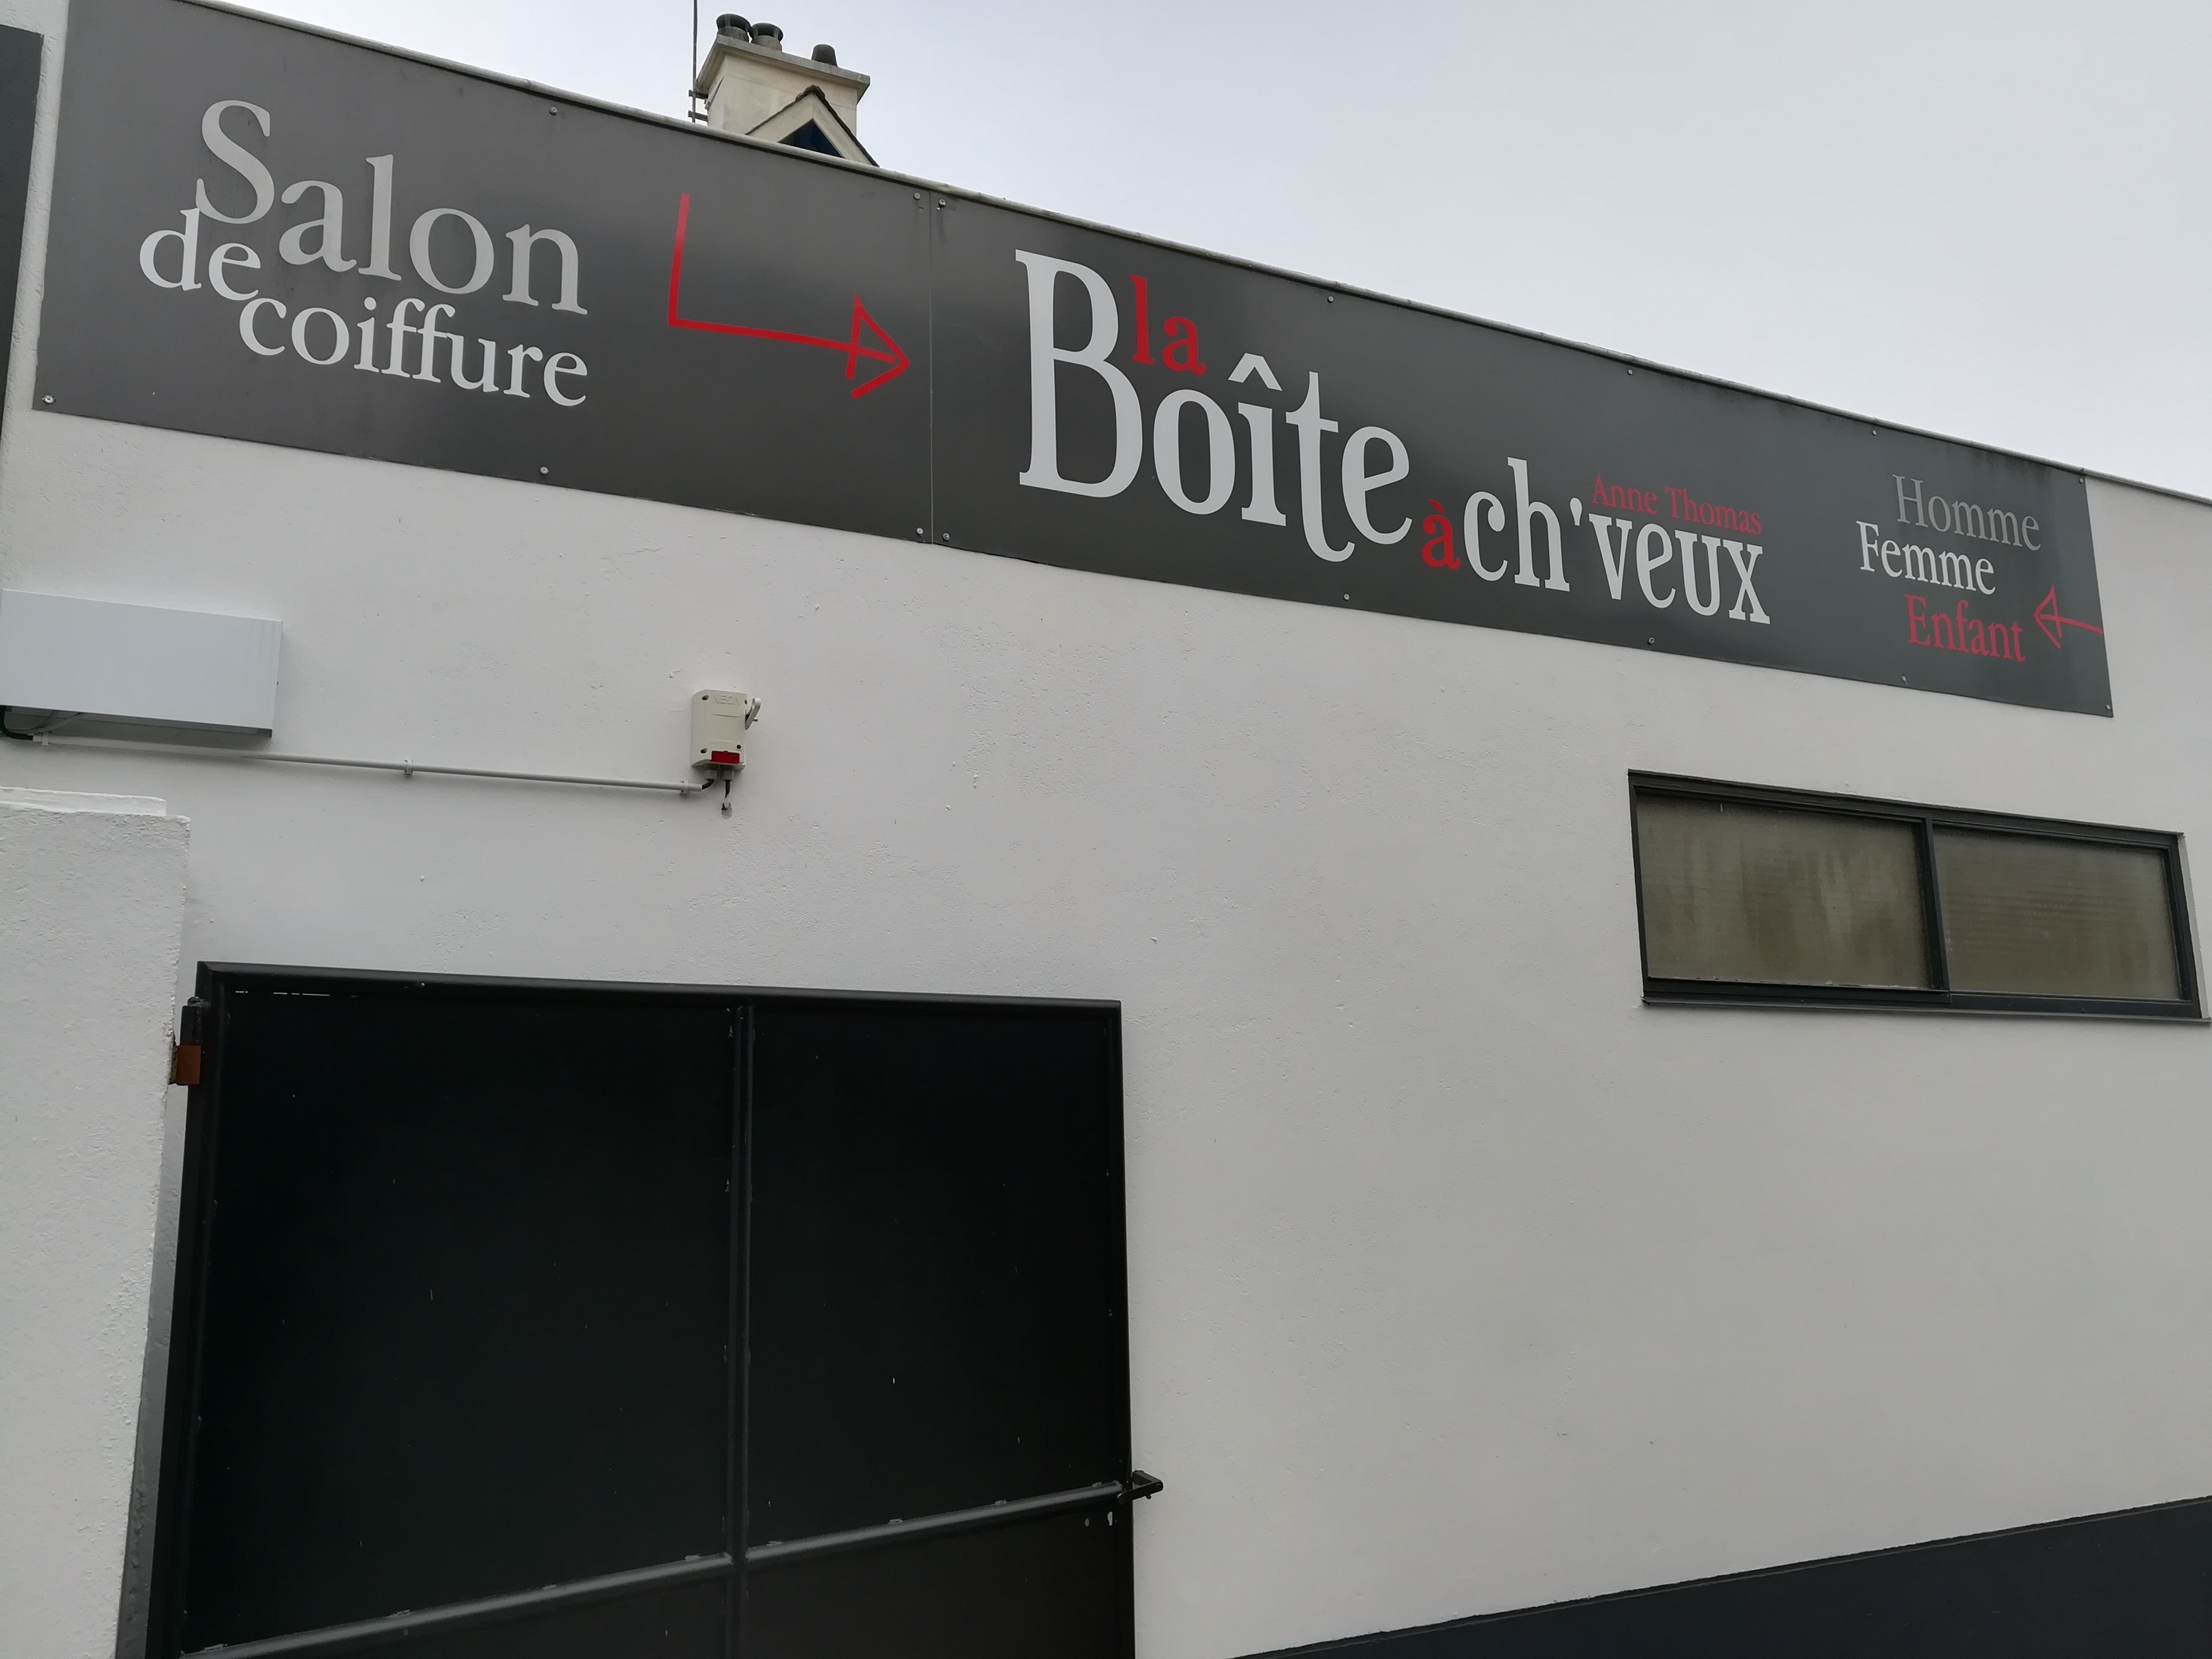 Salon
de
coiffure
la
Boîte
à ch'veux
Anne Thomas
Homme
Femme
Enfant